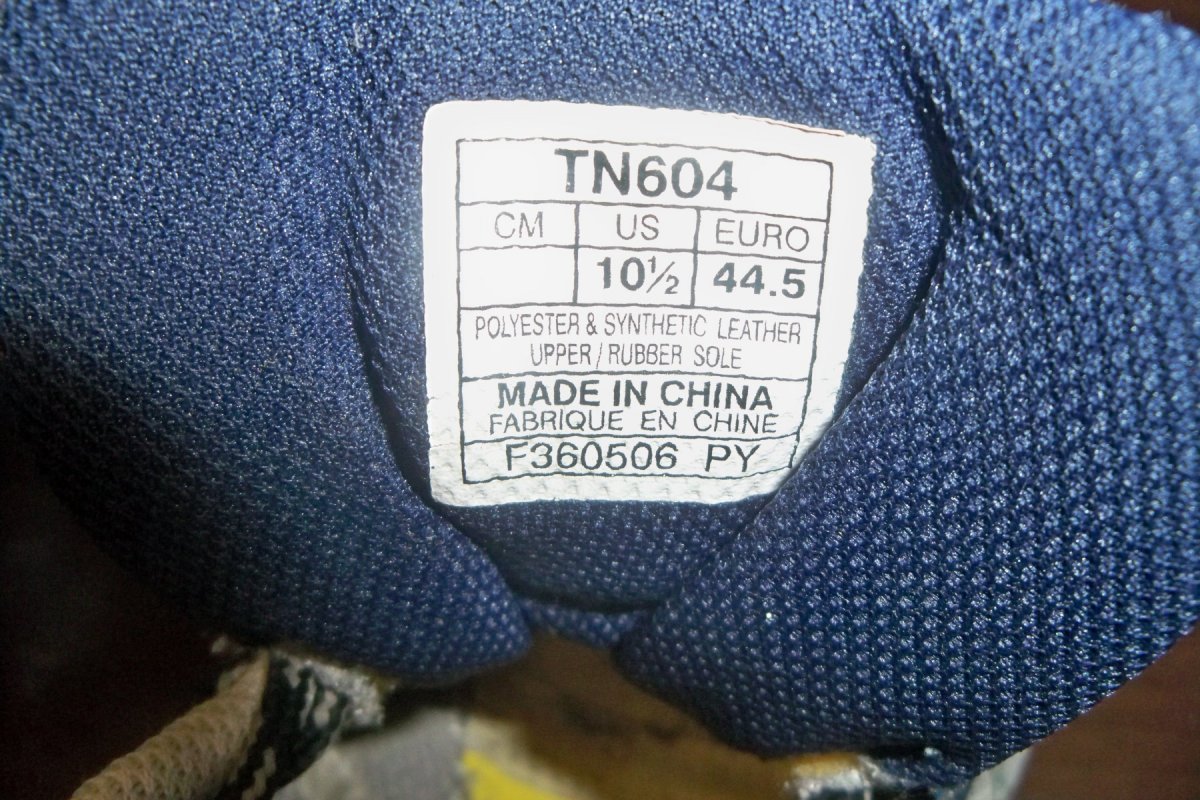 TN604
CM US EURO
10½ 44.5
POLYESTER & SYNTHETIC LEATHER
UPPER / RUBBER SOLE
MADE IN CHINA
FABRIQUE EN CHINE
F360506 PY